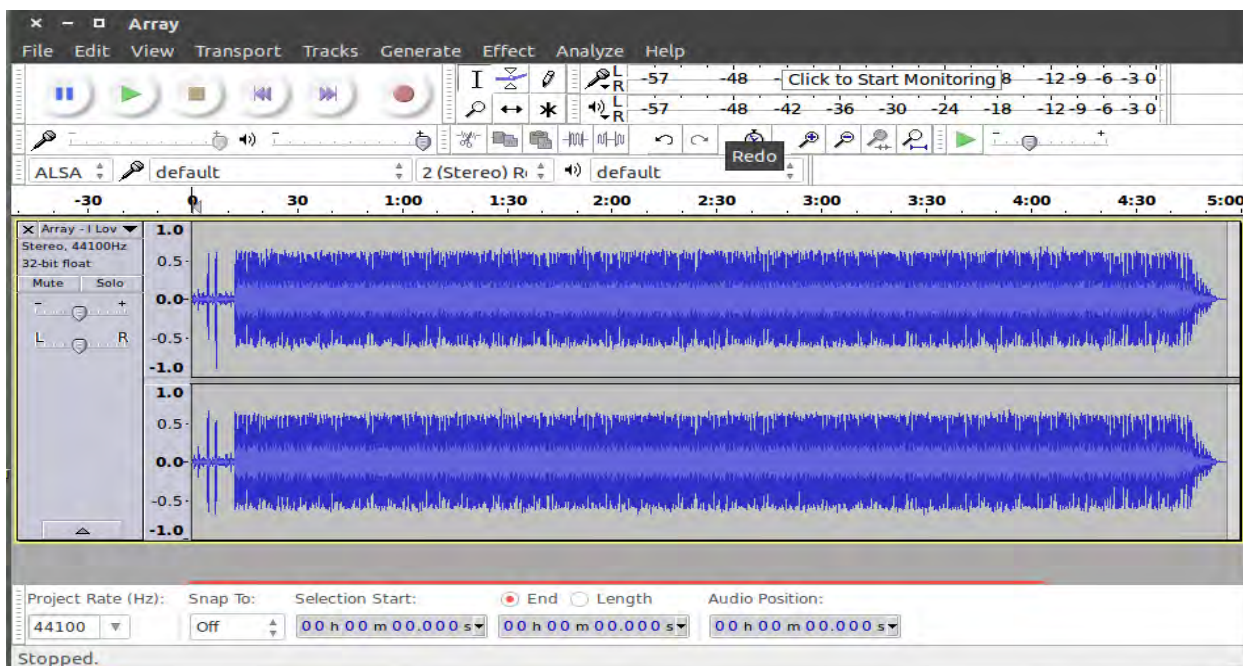 Array
File Edit View Transport Tracks Generate Effect Analyze Help
L R -57 -48 - Click to Start Monitoring 8 -12 -9 -6 -3 0
L R -57 -48 -42 -36 -30 -24 -18 -12 -9 -6 -3 0
Redo
ALSA default 2 (Stereo) R default
-30 0 30 1:00 1:30 2:00 2:30 3:00 3:30 4:00 4:30 5:00
Array - I Lov
Stereo, 44100Hz
32-bit float
Mute Solo
- +
L R
1.0
0.5
0.0
-0.5
-1.0
1.0
0.5
0.0
-0.5
-1.0
Project Rate (Hz): Snap To: Selection Start: End Length Audio Position:
44100 Off 00 h 00 m 00.000 s 00 h 00 m 00.000 s 00 h 00 m 00.000 s
Stopped.